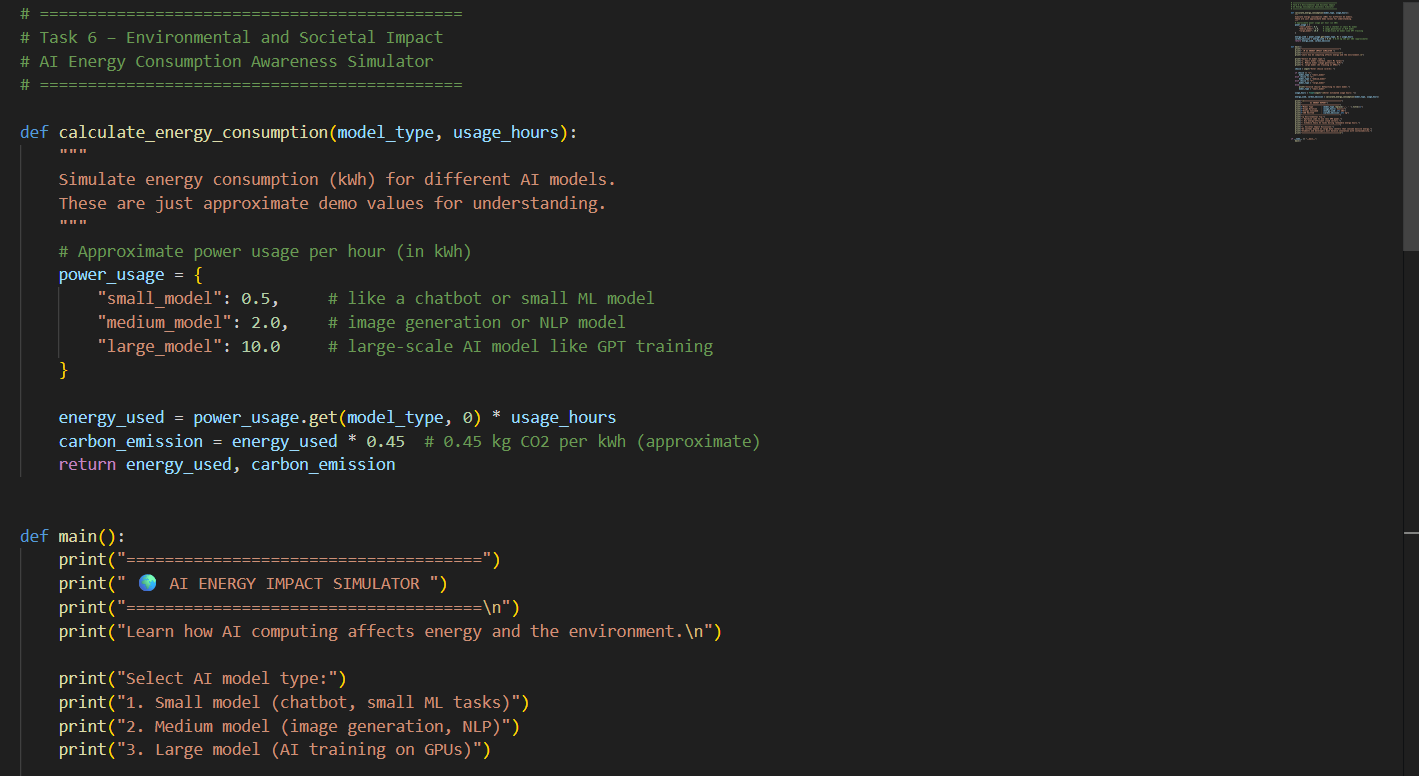 # ============================================
# Task 6 – Environmental and Societal Impact
# AI Energy Consumption Awareness Simulator
# ============================================
def calculate_energy_consumption(model_type, usage_hours):
    """
    Simulate energy consumption (kWh) for different AI models.
    These are just approximate demo values for understanding.
    """
    # Approximate power usage per hour (in kWh)
    power_usage = {
        "small_model": 0.5,     # like a chatbot or small ML model
        "medium_model": 2.0,    # image generation or NLP model
        "large_model": 10.0     # large-scale AI model like GPT training
    }
    energy_used = power_usage.get(model_type, 0) * usage_hours
    carbon_emission = energy_used * 0.45  # 0.45 kg CO2 per kWh (approximate)
    return energy_used, carbon_emission
def main():
    print("=====================================")
    print(" 🌍 AI ENERGY IMPACT SIMULATOR ")
    print("=====================================\n")
    print("Learn how AI computing affects energy and the environment.\n")
    print("Select AI model type:")
    print("1. Small model (chatbot, small ML tasks)")
    print("2. Medium model (image generation, NLP)")
    print("3. Large model (AI training on GPUs)")